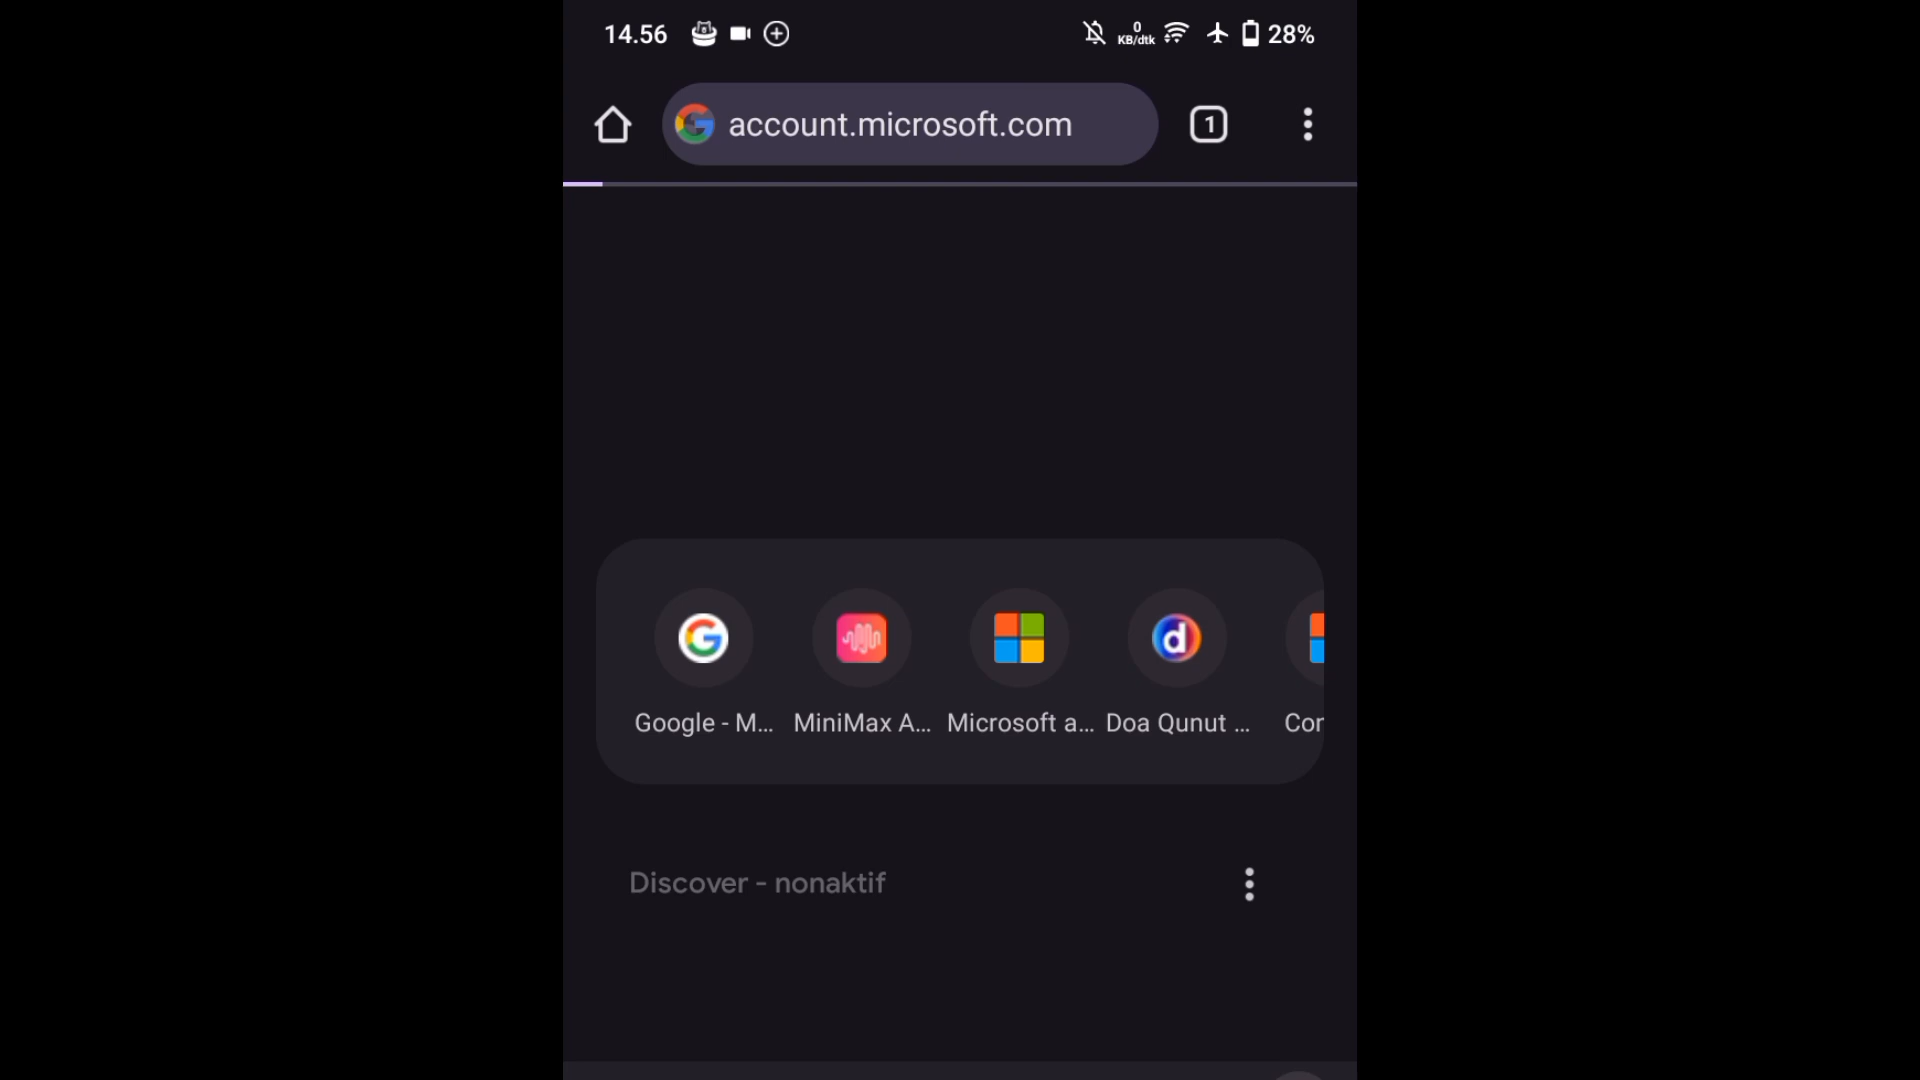 14.56 0 KB/dtk 28%
account.microsoft.com 1
Google - M... MiniMax A... Microsoft a... Doa Qunut ... Cor
Discover - nonaktif